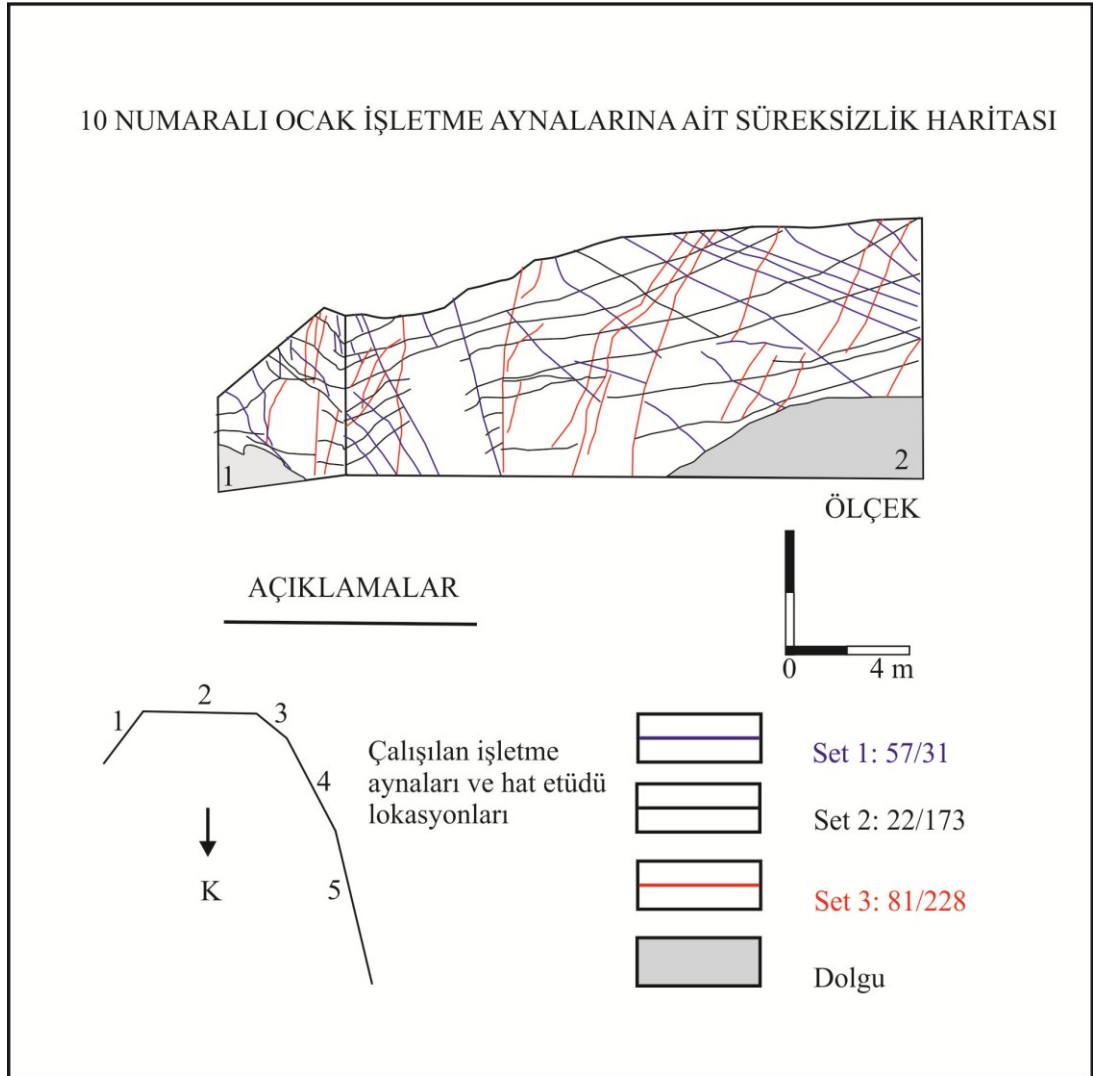 10 NUMARALI OCAK İŞLETME AYNALARINA AİT SÜREKSİZLİK HARİTASI
1
2
ÖLÇEK
0 4 m
AÇIKLAMALAR
1
2
3
4
5
K
Çalışılan işletme
aynaları ve hat etüdü
lokasyonları
Set 1: 57/31
Set 2: 22/173
Set 3: 81/228
Dolgu